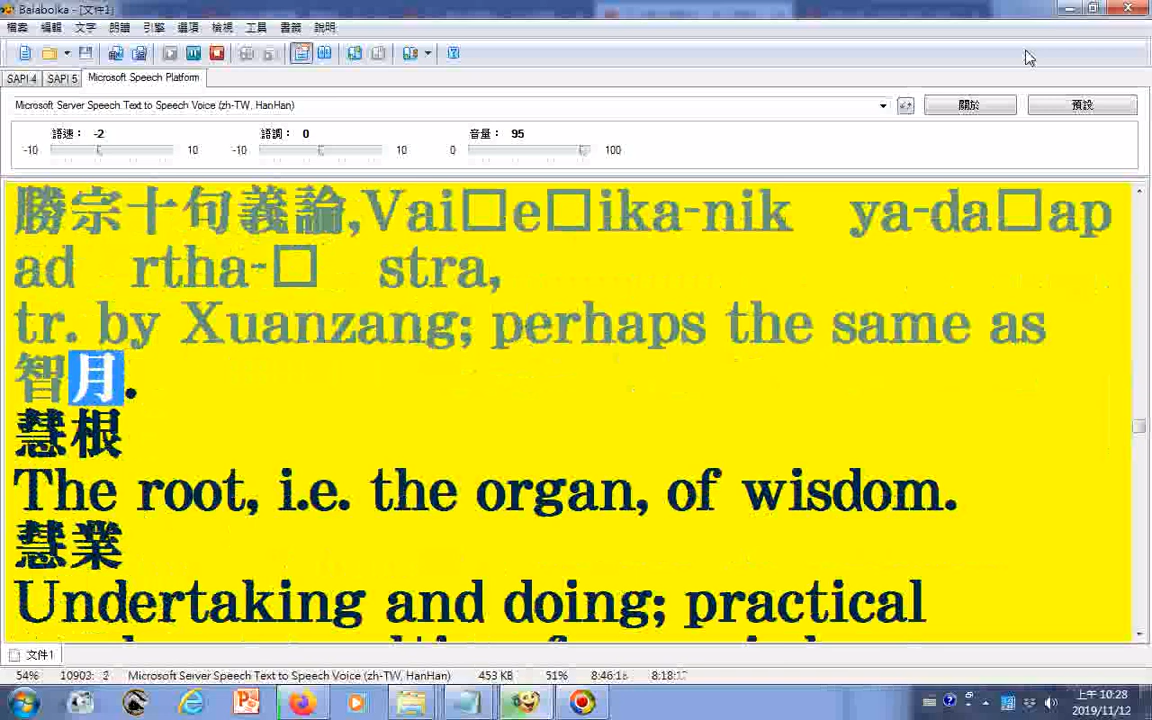 Balabolka - [文件1]
檔案 編輯 文字 朗讀 引擎 選項 檢視 工具 書籤 說明
SAPI 4 SAPI 5 Microsoft Speech Platform
Microsoft Server Speech Text to Speech Voice (zh-TW, HanHan) 關於 預設
語速： -2 語調： 0 音量： 95
-10 10 -10 10 0 100
勝宗十句義論,Vai□e□ika-nik ya-da□ap
ad rtha-□ stra,
tr. by Xuanzang; perhaps the same as
智月.
慧根
The root, i.e. the organ, of wisdom.
慧業
Undertaking and doing; practical
文件1
54% 10903: 2 Microsoft Server Speech Text to Speech Voice (zh-TW, HanHan) 453 KB 51% 8:46:18
上午 10:28
2019/11/12